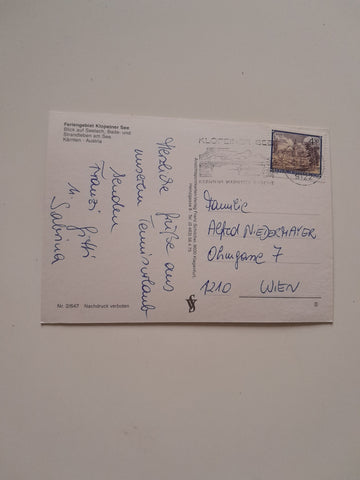 Feriengebiet Klopeiner See
Blick auf Seelach, Bade- und
Strandleben am See
Kärnten · Austria
Herzliche Grüße aus
unserem Tennisurlaub
senden
Franzi, Gitti
u. Sabina
Nr. 2/647 Nachdruck verboten
KLOPEINER SEE
Familie
Alfred NIEDERMAYER
Ohmgasse 7
1210 WIEN